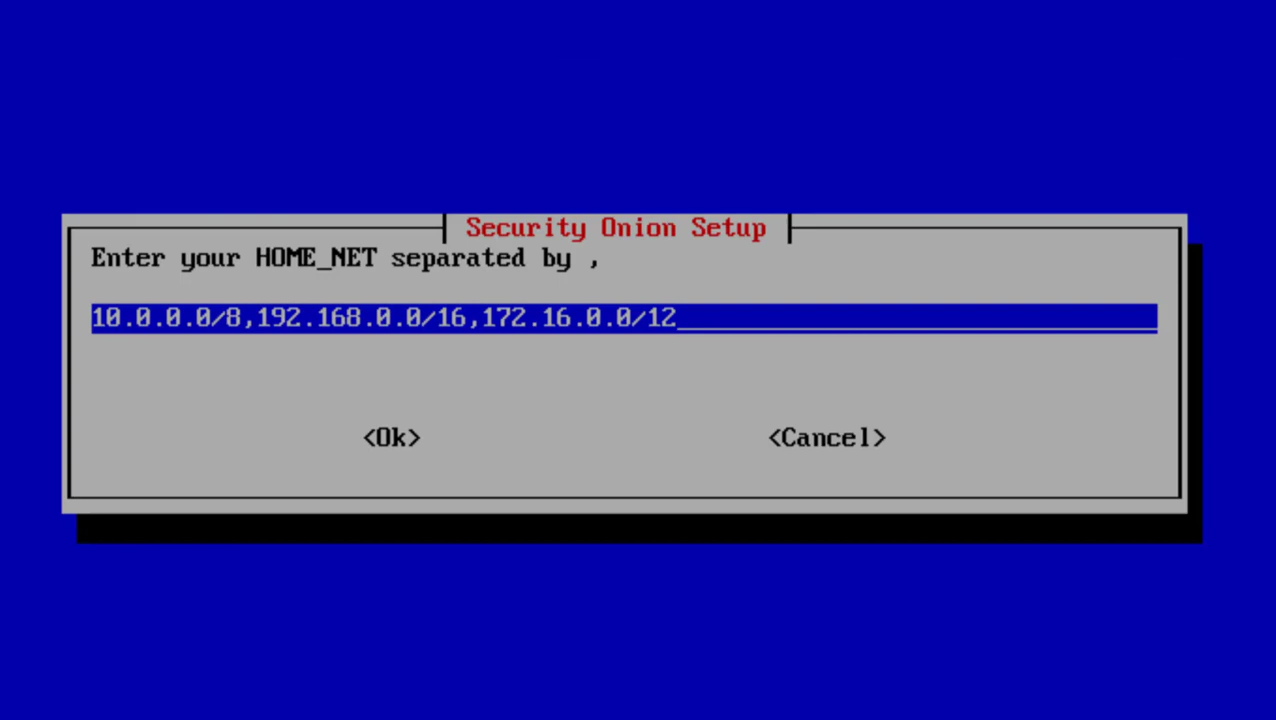 Security Onion Setup
Enter your HOME_NET separated by ,
10.0.0.0/8,192.168.0.0/16,172.16.0.0/12
<Ok> <Cancel>